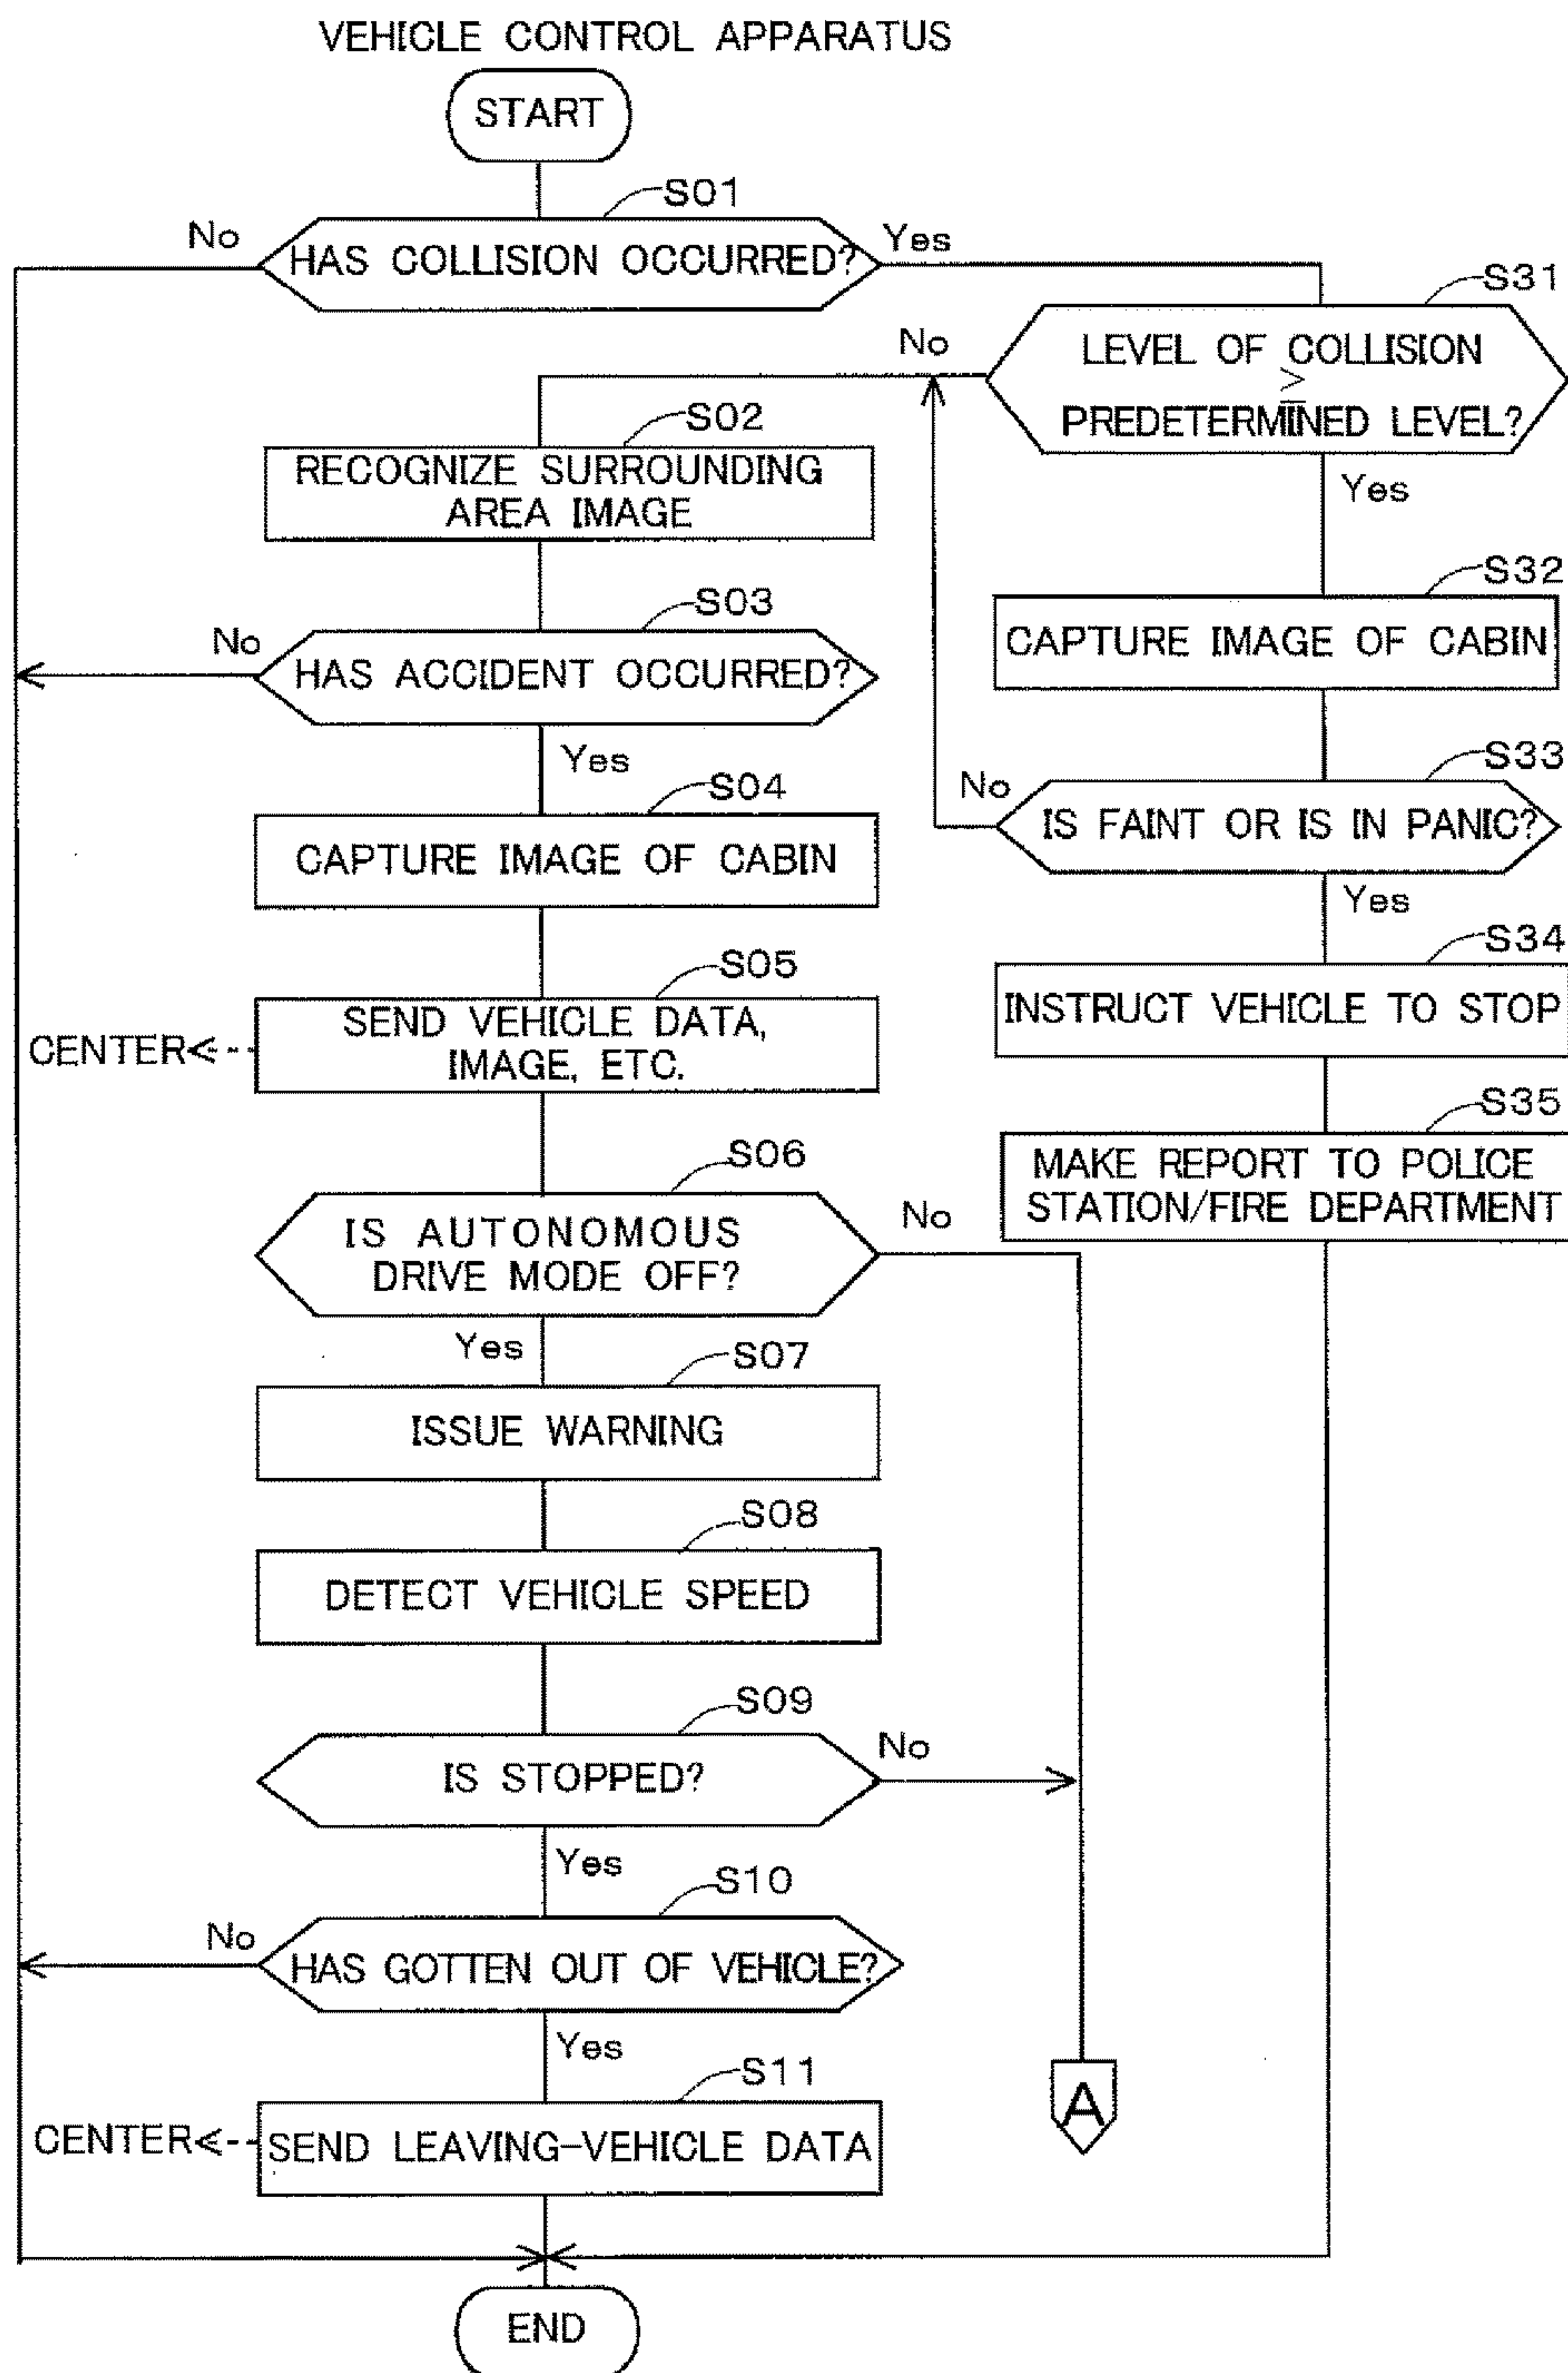 VEHICLE CONTROL APPARATUS
START
S01
No
HAS COLLISION OCCURRED?
Yes
S31
No
LEVEL OF COLLISION
≥
PREDETERMINED LEVEL?
Yes
S02
RECOGNIZE SURROUNDING
AREA IMAGE
S32
CAPTURE IMAGE OF CABIN
S03
No
HAS ACCIDENT OCCURRED?
Yes
S33
No
IS FAINT OR IS IN PANIC?
Yes
S04
CAPTURE IMAGE OF CABIN
S34
INSTRUCT VEHICLE TO STOP
S05
SEND VEHICLE DATA,
IMAGE, ETC.
CENTER
S35
MAKE REPORT TO POLICE
STATION/FIRE DEPARTMENT
S06
No
IS AUTONOMOUS
DRIVE MODE OFF?
Yes
S07
ISSUE WARNING
S08
DETECT VEHICLE SPEED
S09
No
IS STOPPED?
Yes
S10
No
HAS GOTTEN OUT OF VEHICLE?
Yes
S11
A
CENTER
SEND LEAVING-VEHICLE DATA
END